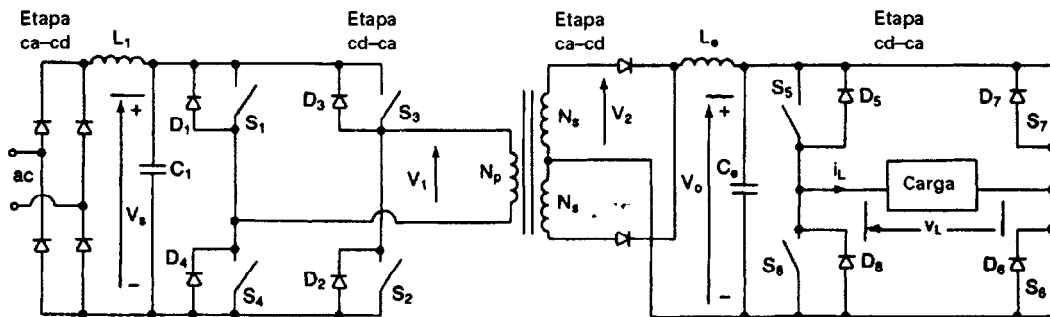 Etapa
ca–cd
L₁
Etapa
cd–ca
Etapa
ca–cd
Lₑ
Etapa
cd–ca
ac
+
Vₛ
−
C₁
D₁
S₁
D₃
S₃
D₄
S₄
D₂
S₂
V₁
Nₚ
Nₛ
Nₛ
V₂
+
Vₒ
−
Cₑ
S₅
D₅
D₇
S₇
i_L
Carga
v_L
S₆
D₈
D₆
S₈